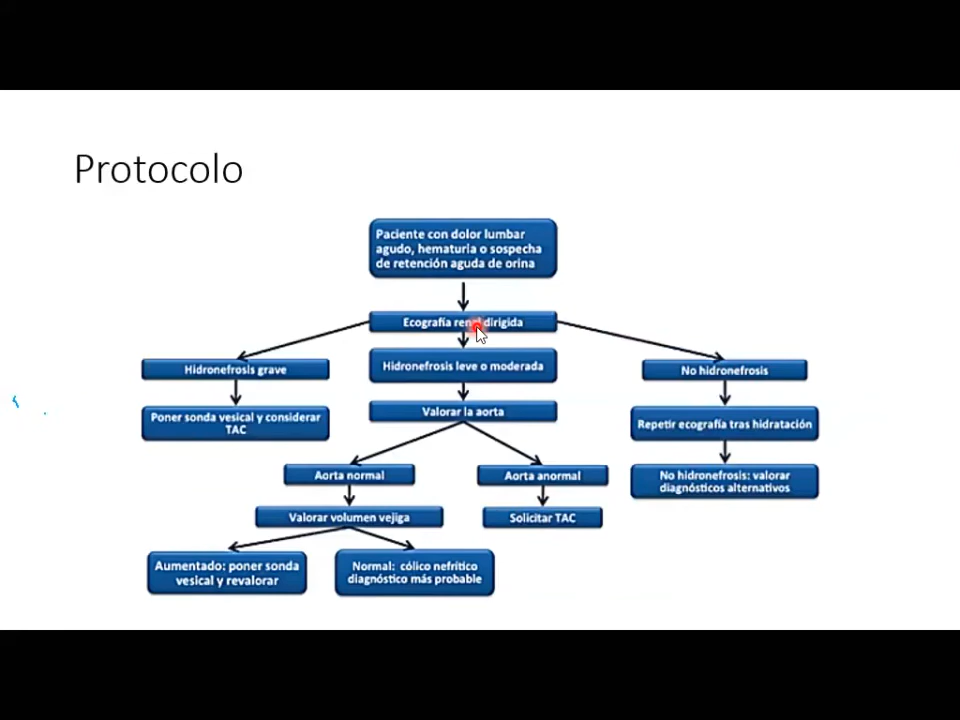 Protocolo
Paciente con dolor lumbar
agudo, hematuria o sospecha
de retención aguda de orina
Ecografía renal dirigida
Hidronefrosis grave
Hidronefrosis leve o moderada
No hidronefrosis
Poner sonda vesical y considerar
TAC
Valorar la aorta
Repetir ecografía tras hidratación
Aorta normal
Aorta anormal
No hidronefrosis: valorar
diagnósticos alternativos
Valorar volumen vejiga
Solicitar TAC
Aumentado: poner sonda
vesical y revalorar
Normal: cólico nefrítico
diagnóstico más probable